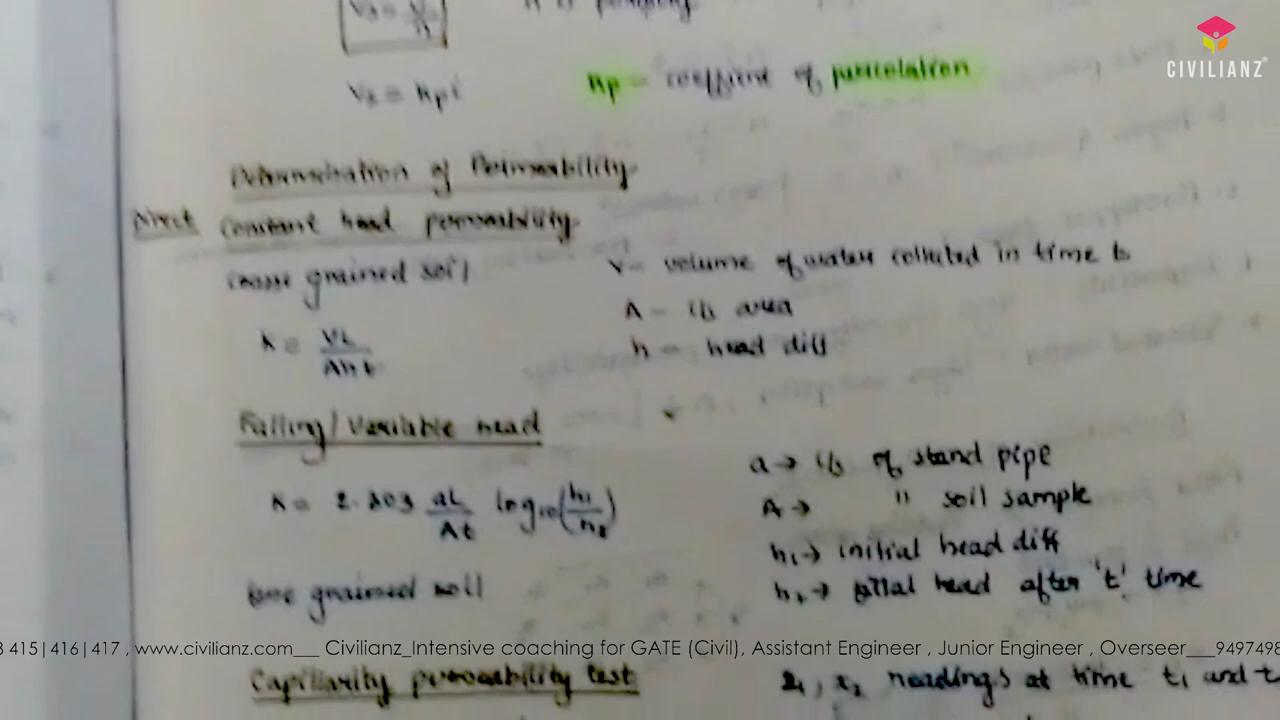 CIVILIANZ
Vs = V/n
Vs = Kp i
Kp — coefficient of percolation
Determination of Permeability
Direct Constant head permeability
coarse grained soil
V — volume of water collected in time t
A — c/s area
K = VL/Aht
h — head diff
Falling/Variable head
K = 2.303 aL/At log10(h1/h2)
a → c/s of stand pipe
A → " soil sample
h1 → initial head diff
h2 → final head after 't' time
fine grained soil
415|416|417 , www.civilianz.com___ Civilianz_Intensive coaching for GATE (Civil), Assistant Engineer , Junior Engineer , Overseer___9497498
Capillarity permeability test
x1, x2 readings at time t1 and t